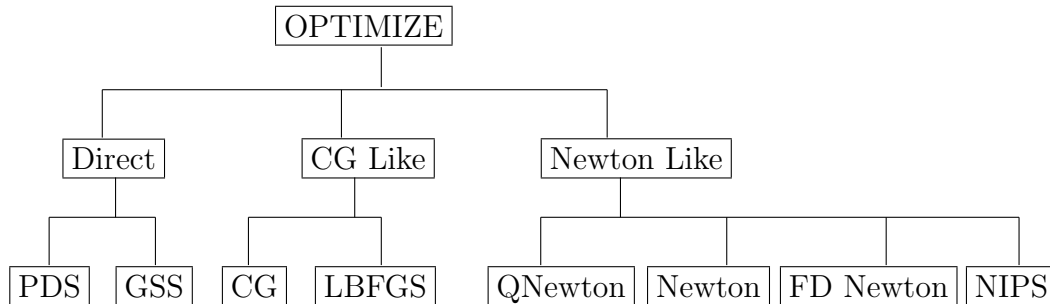 OPTIMIZE
Direct CG Like Newton Like
PDS GSS CG LBFGS QNewton Newton FD Newton NIPS